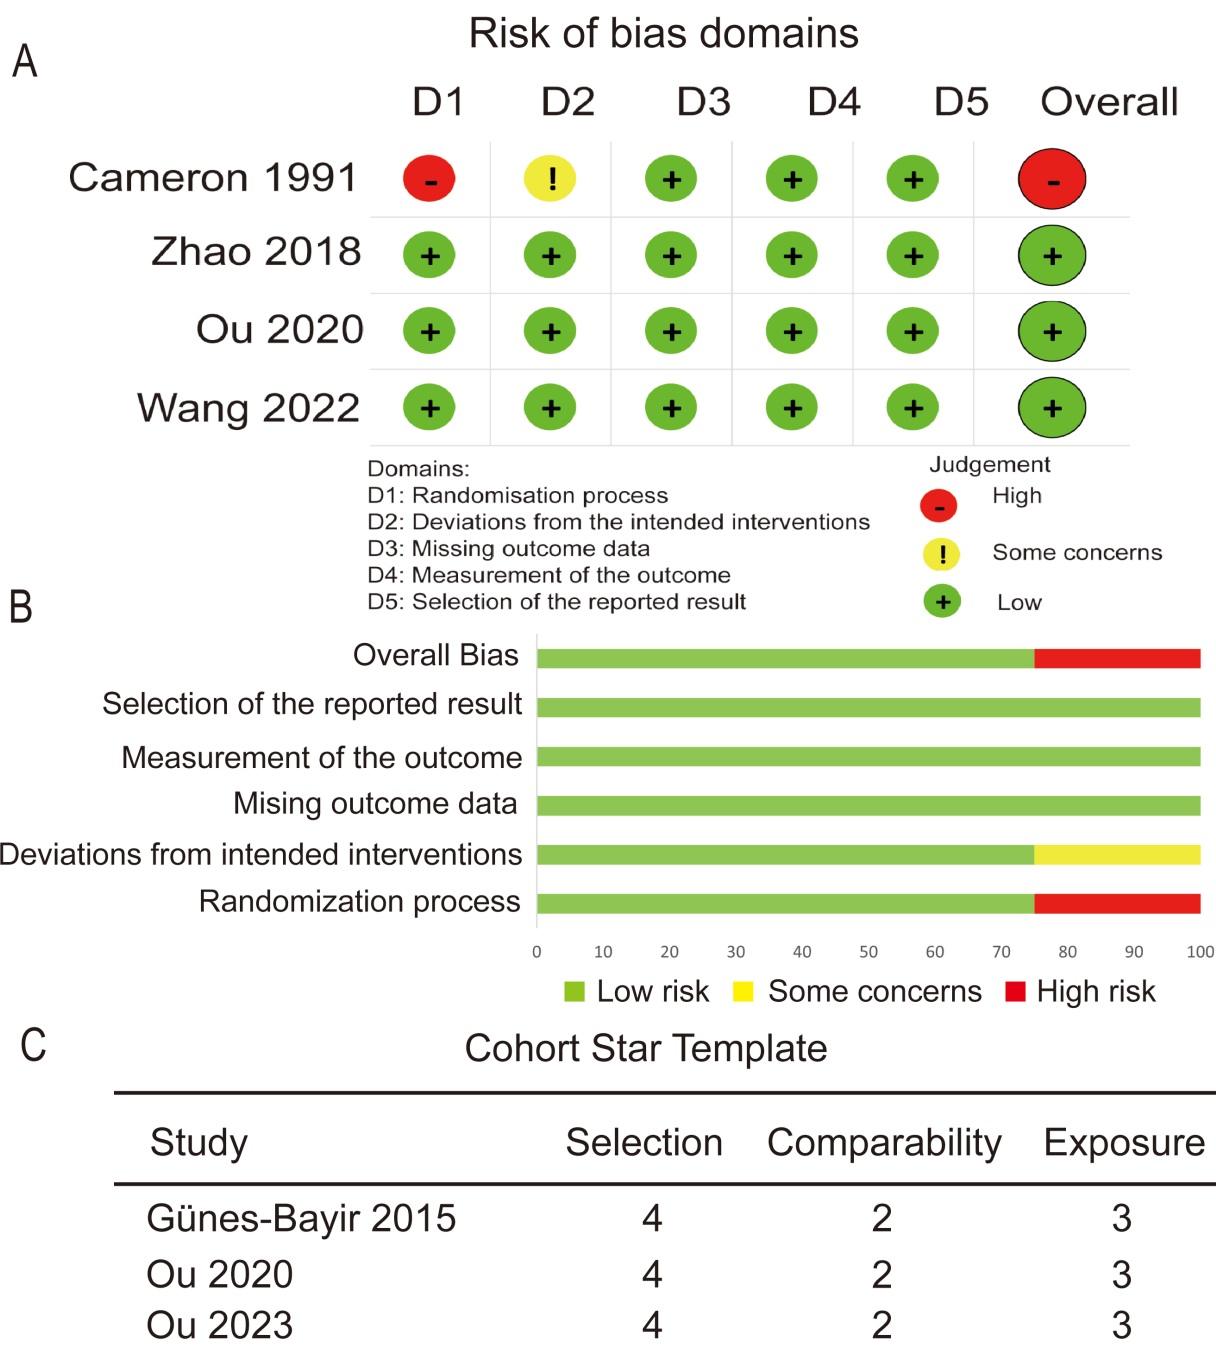 A
Risk of bias domains
D1 D2 D3 D4 D5 Overall
Cameron 1991 - ! + + + -
Zhao 2018 + + + + + +
Ou 2020 + + + + + +
Wang 2022 + + + + + +
Domains:
D1: Randomisation process
D2: Deviations from the intended interventions
D3: Missing outcome data
D4: Measurement of the outcome
D5: Selection of the reported result
Judgement
- High
! Some concerns
+ Low
B
Overall Bias
Selection of the reported result
Measurement of the outcome
Mising outcome data
Deviations from intended interventions
Randomization process
0 10 20 30 40 50 60 70 80 90 100
Low risk Some concerns High risk
C
Cohort Star Template
Study Selection Comparability Exposure
Günes-Bayir 2015 4 2 3
Ou 2020 4 2 3
Ou 2023 4 2 3